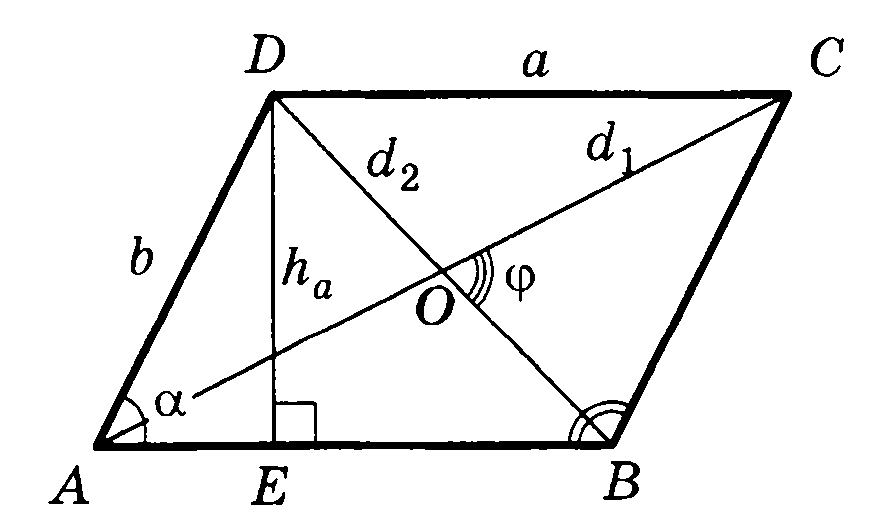 D a C
d₂ d₁
b hₐ O φ
α
A E B